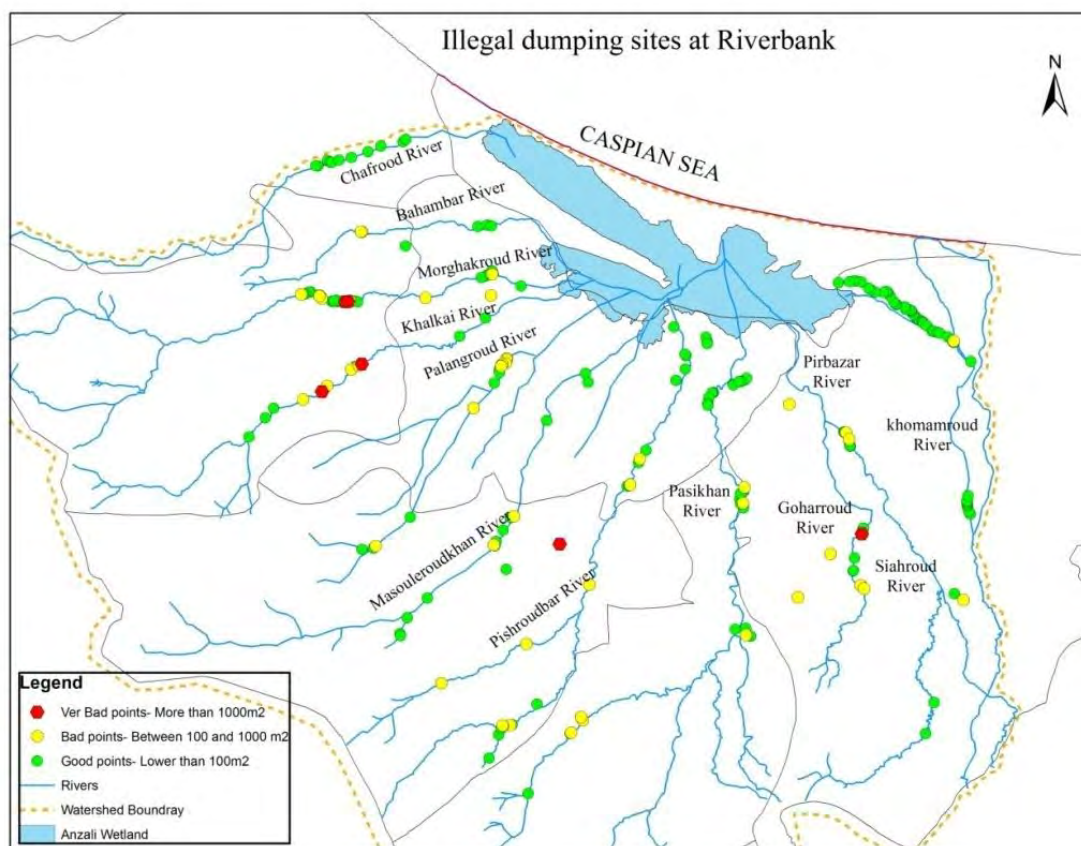 Illegal dumping sites at Riverbank
N
CASPIAN SEA
Chafrood River
Bahambar River
Morghakroud River
Khalkai River
Palangroud River
Pirbazar
River
khomamroud
River
Pasikhan
River
Goharroud
River
Siahroud
River
Masouleroudkhan River
Pishroudbar River
Legend
Ver Bad points- More than 1000m2
Bad points- Between 100 and 1000 m2
Good points- Lower than 100m2
Rivers
Watershed Boundray
Anzali Wetland